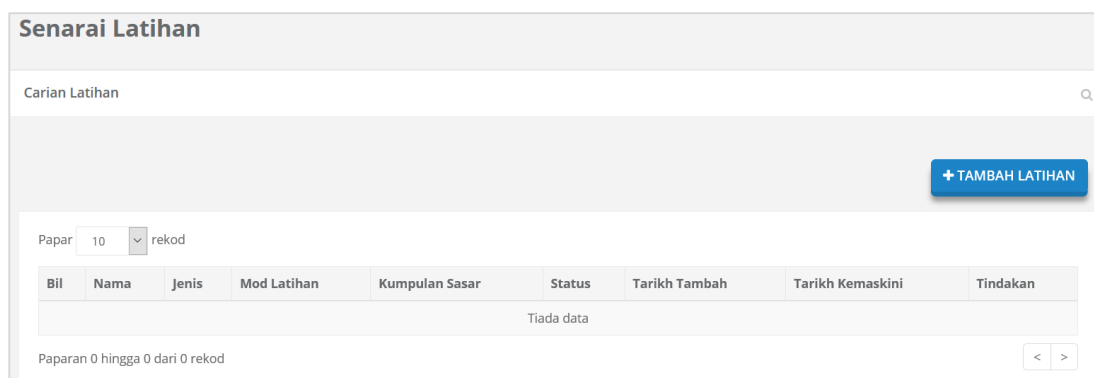 Senarai Latihan
Carian Latihan
+ TAMBAH LATIHAN
Papar 10 rekod
Bil Nama Jenis Mod Latihan Kumpulan Sasar Status Tarikh Tambah Tarikh Kemaskini Tindakan
Tiada data
Paparan 0 hingga 0 dari 0 rekod < >